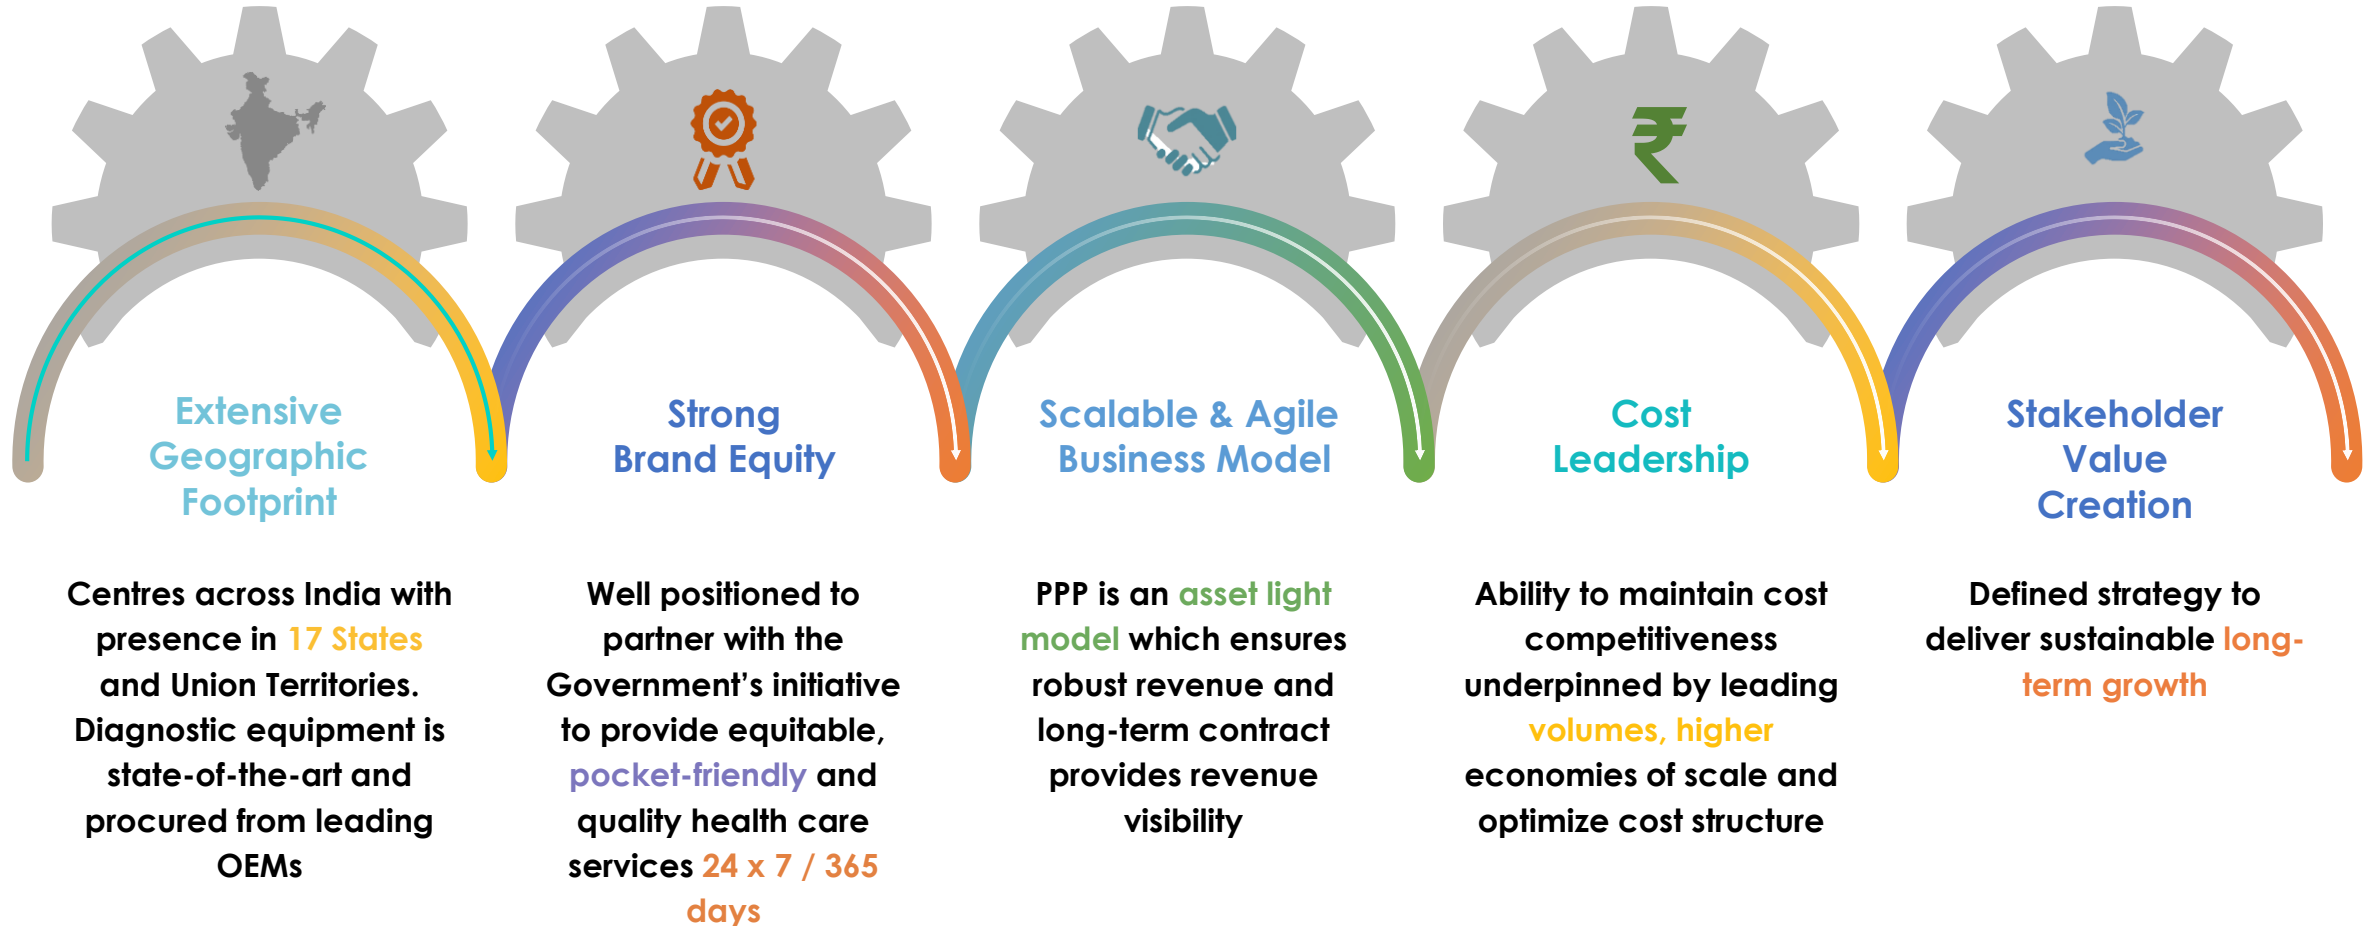 Extensive
Geographic
Footprint
Centres across India with
presence in 17 States
and Union Territories.
Diagnostic equipment is
state-of-the-art and
procured from leading
OEMs
Strong
Brand Equity
Well positioned to
partner with the
Government’s initiative
to provide equitable,
pocket-friendly and
quality health care
services 24 x 7 / 365
days
Scalable & Agile
Business Model
PPP is an asset light
model which ensures
robust revenue and
long-term contract
provides revenue
visibility
Cost
Leadership
Ability to maintain cost
competitiveness
underpinned by leading
volumes, higher
economies of scale and
optimize cost structure
Stakeholder
Value
Creation
Defined strategy to
deliver sustainable long-
term growth